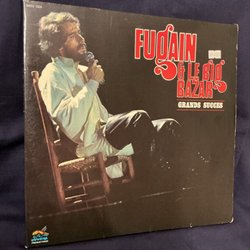 FUGAIN
& LE BIG
BAZAR
GRANDS SUCCES